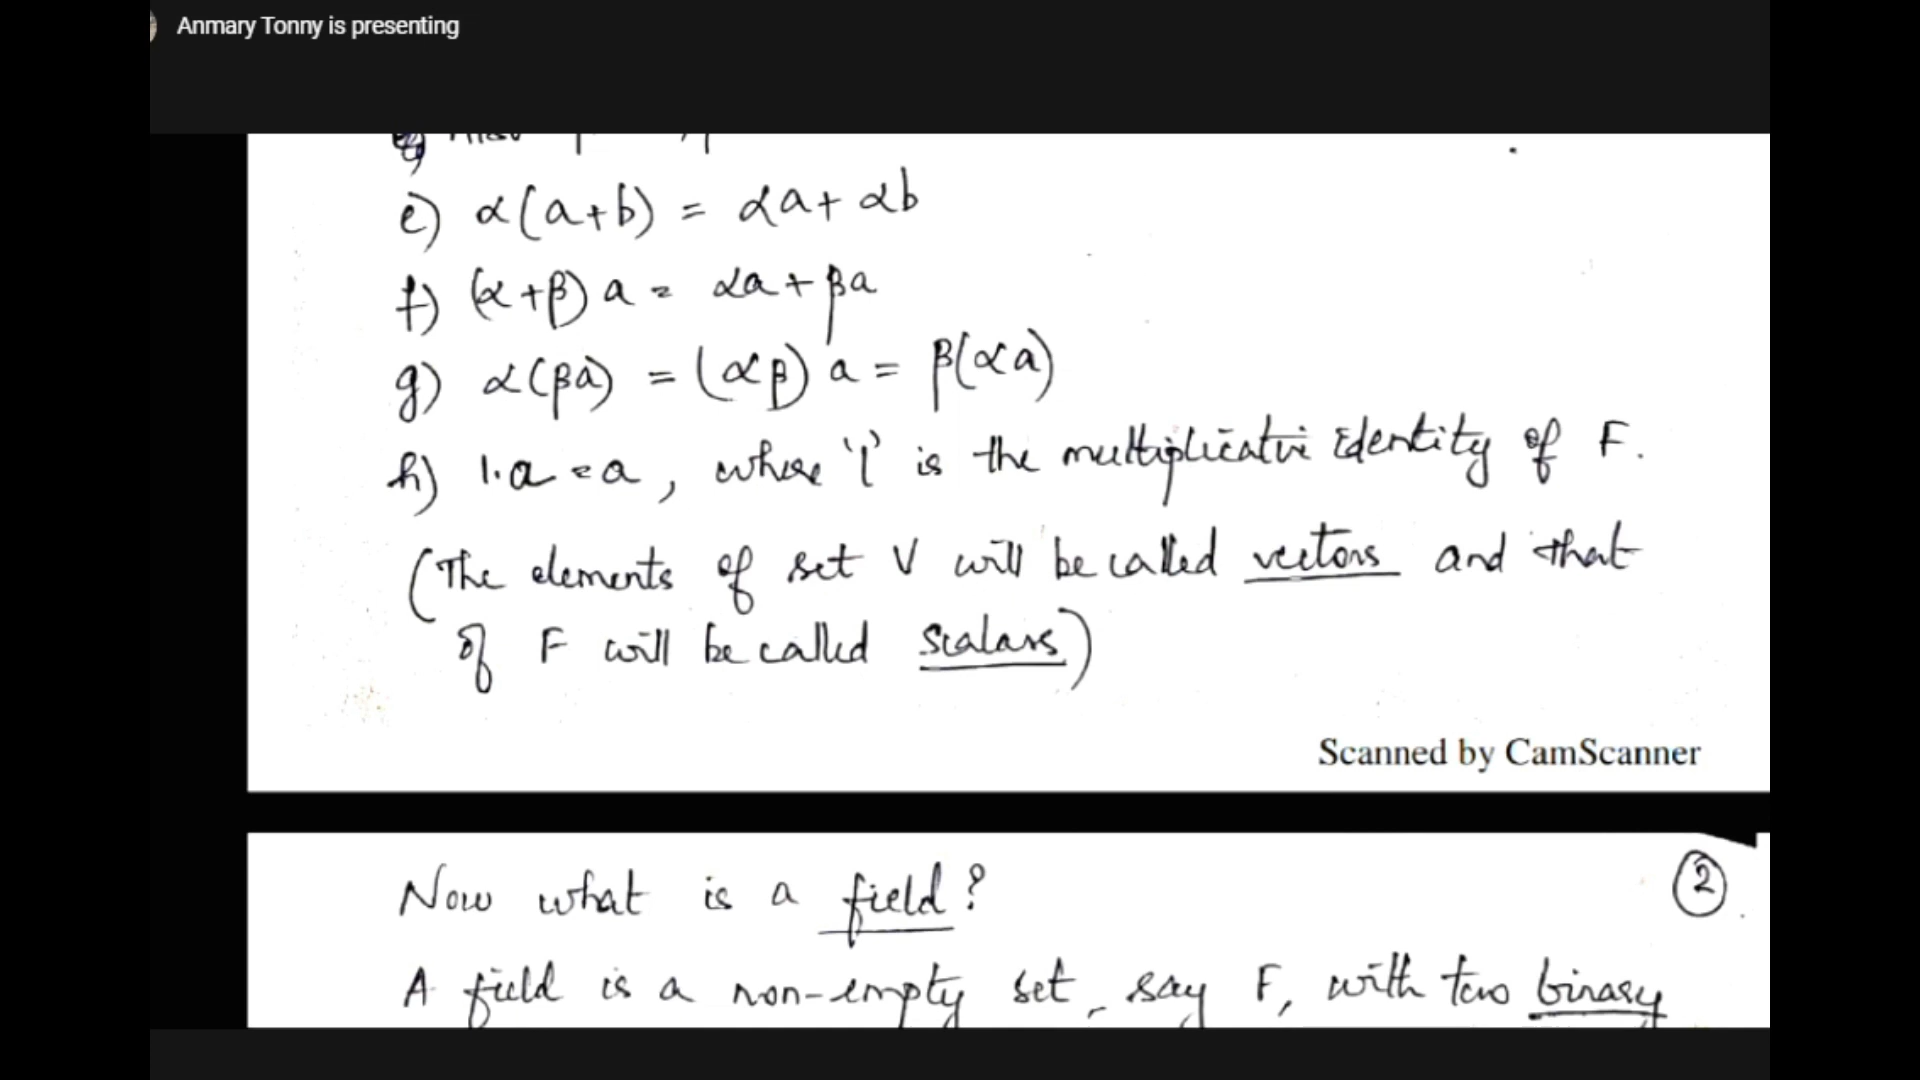 Anmary Tonny is presenting
e) α(a+b) = αa + αb
f) (α+β) a = αa + βa
g) α(βa) = (αβ) a = β(αa)
h) 1.a = a, where '1' is the multiplicative identity of F.
(The elements of set V will be called vectors and that
of F will be called scalars)
Scanned by CamScanner
Now what is a field?
2
A field is a non-empty set, say F, with two binary